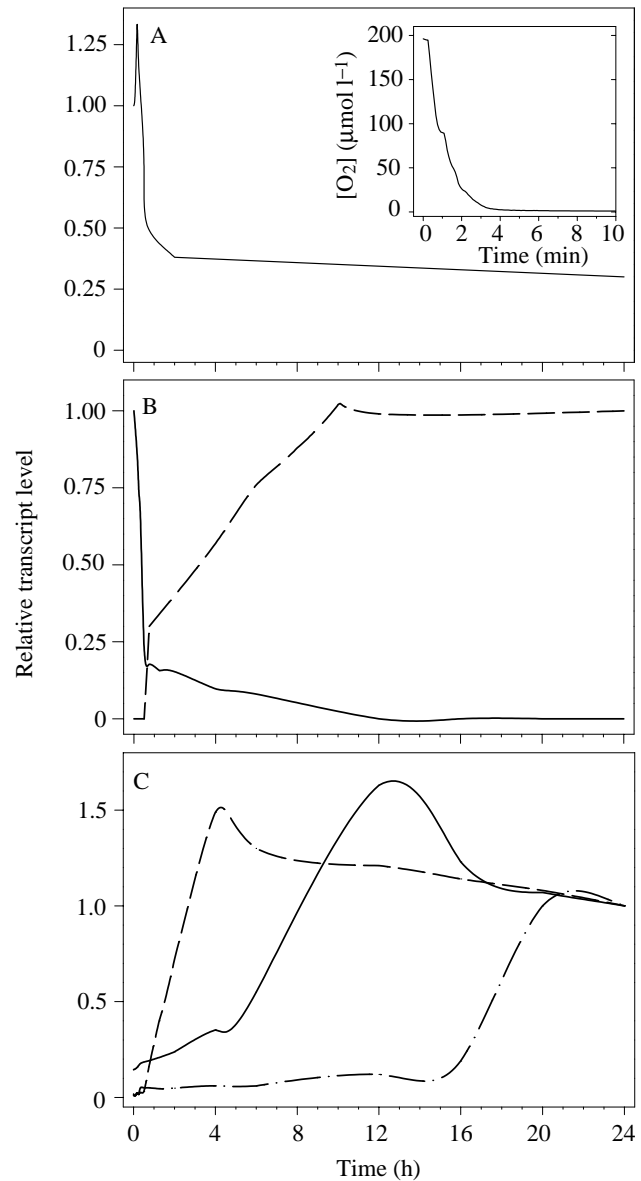 A
1.25
1.00
0.75
0.50
0.25
0
200
150
100
50
0
[O2] (µmol l−1)
0 2 4 6 8 10
Time (min)
B
1.00
0.75
0.50
0.25
0
Relative transcript level
C
1.5
1.0
0.5
0
0 4 8 12 16 20 24
Time (h)